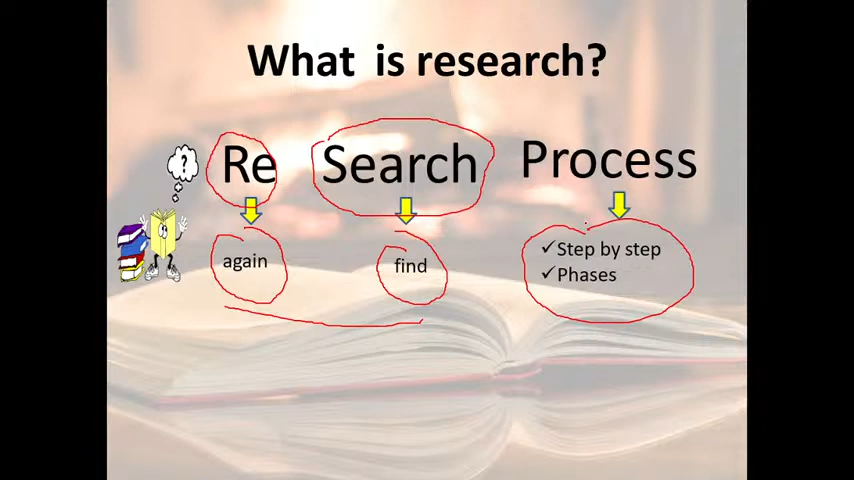 What is research?
?
Re Search Process
again find
✓Step by step
✓Phases